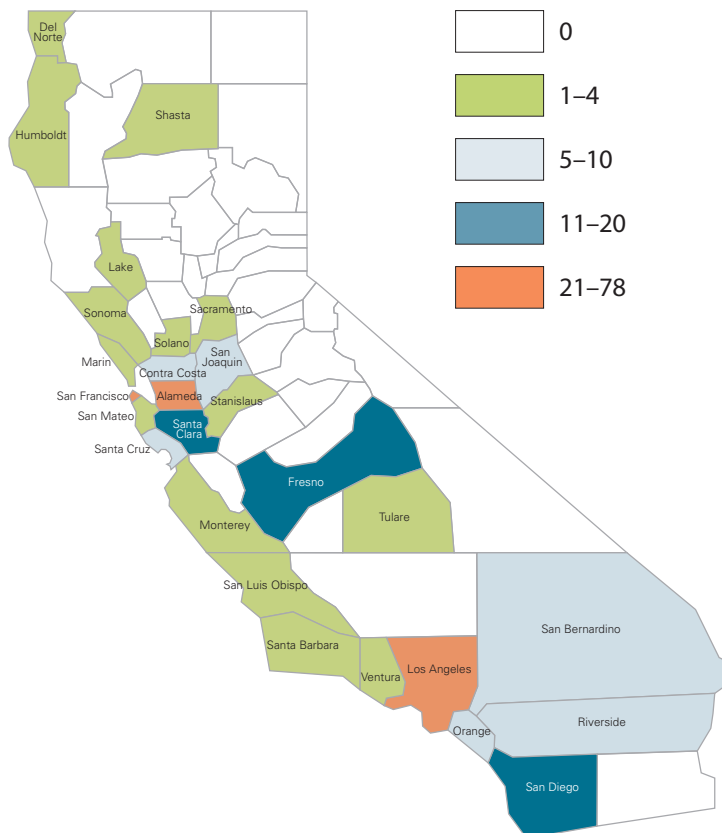 Del
Norte
0
1–4
Shasta
Humboldt
5–10
11–20
Lake
21–78
Sonoma
Sacramento
Solano
San
Joaquin
Marin
Contra Costa
San Francisco
Alameda
Stanislaus
San Mateo
Santa
Clara
Santa Cruz
Fresno
Monterey
Tulare
San Luis Obispo
San Bernardino
Santa Barbara
Ventura
Los Angeles
Riverside
Orange
San Diego